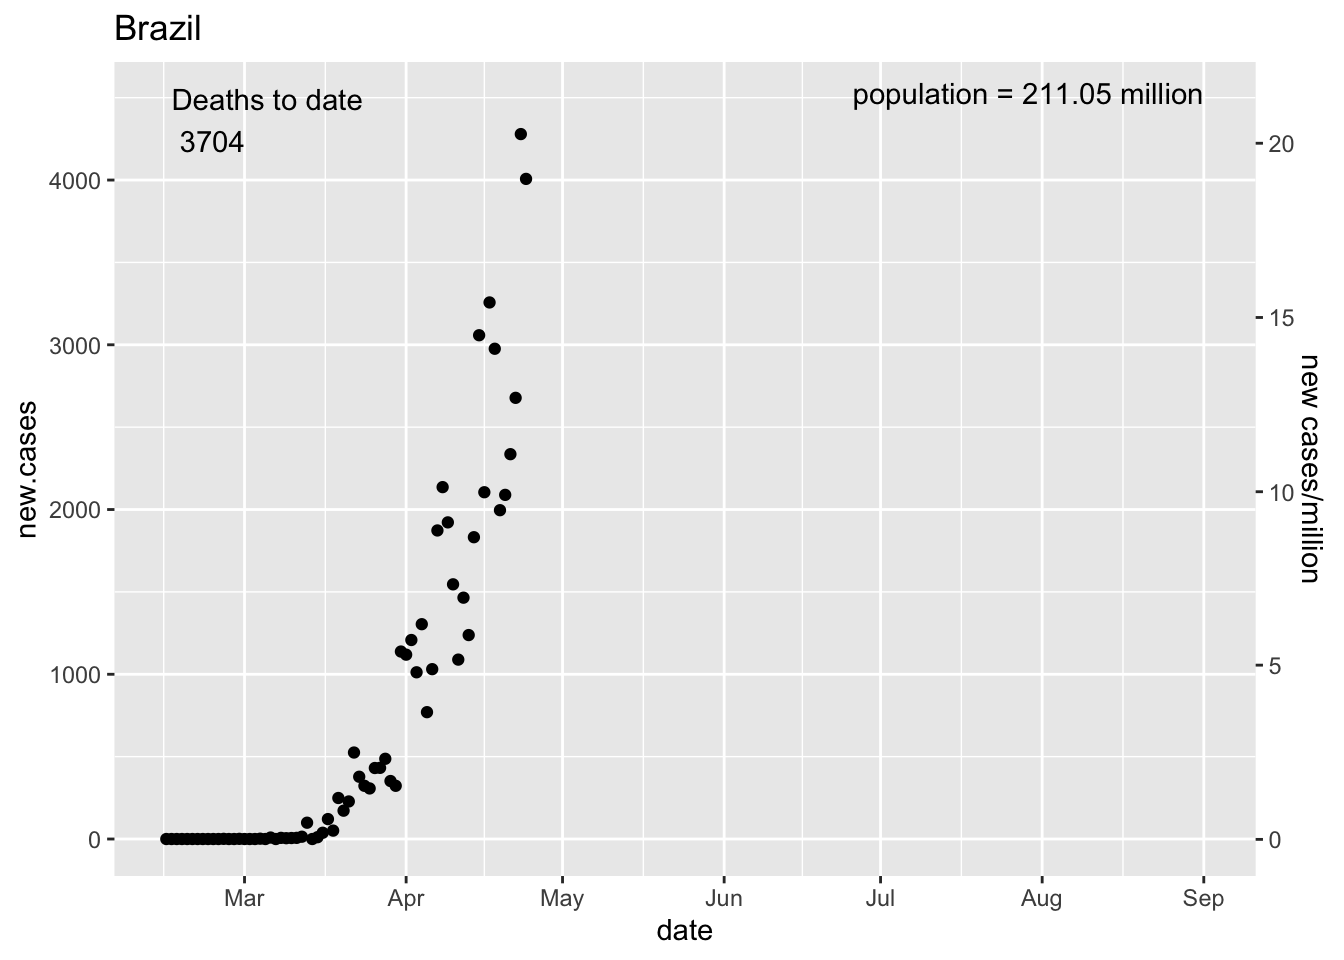 Brazil
Deaths to date
3704
population = 211.05 million
new.cases
4000
3000
2000
1000
0
20
15
10
5
0
new cases/million
Mar Apr May Jun Jul Aug Sep
date